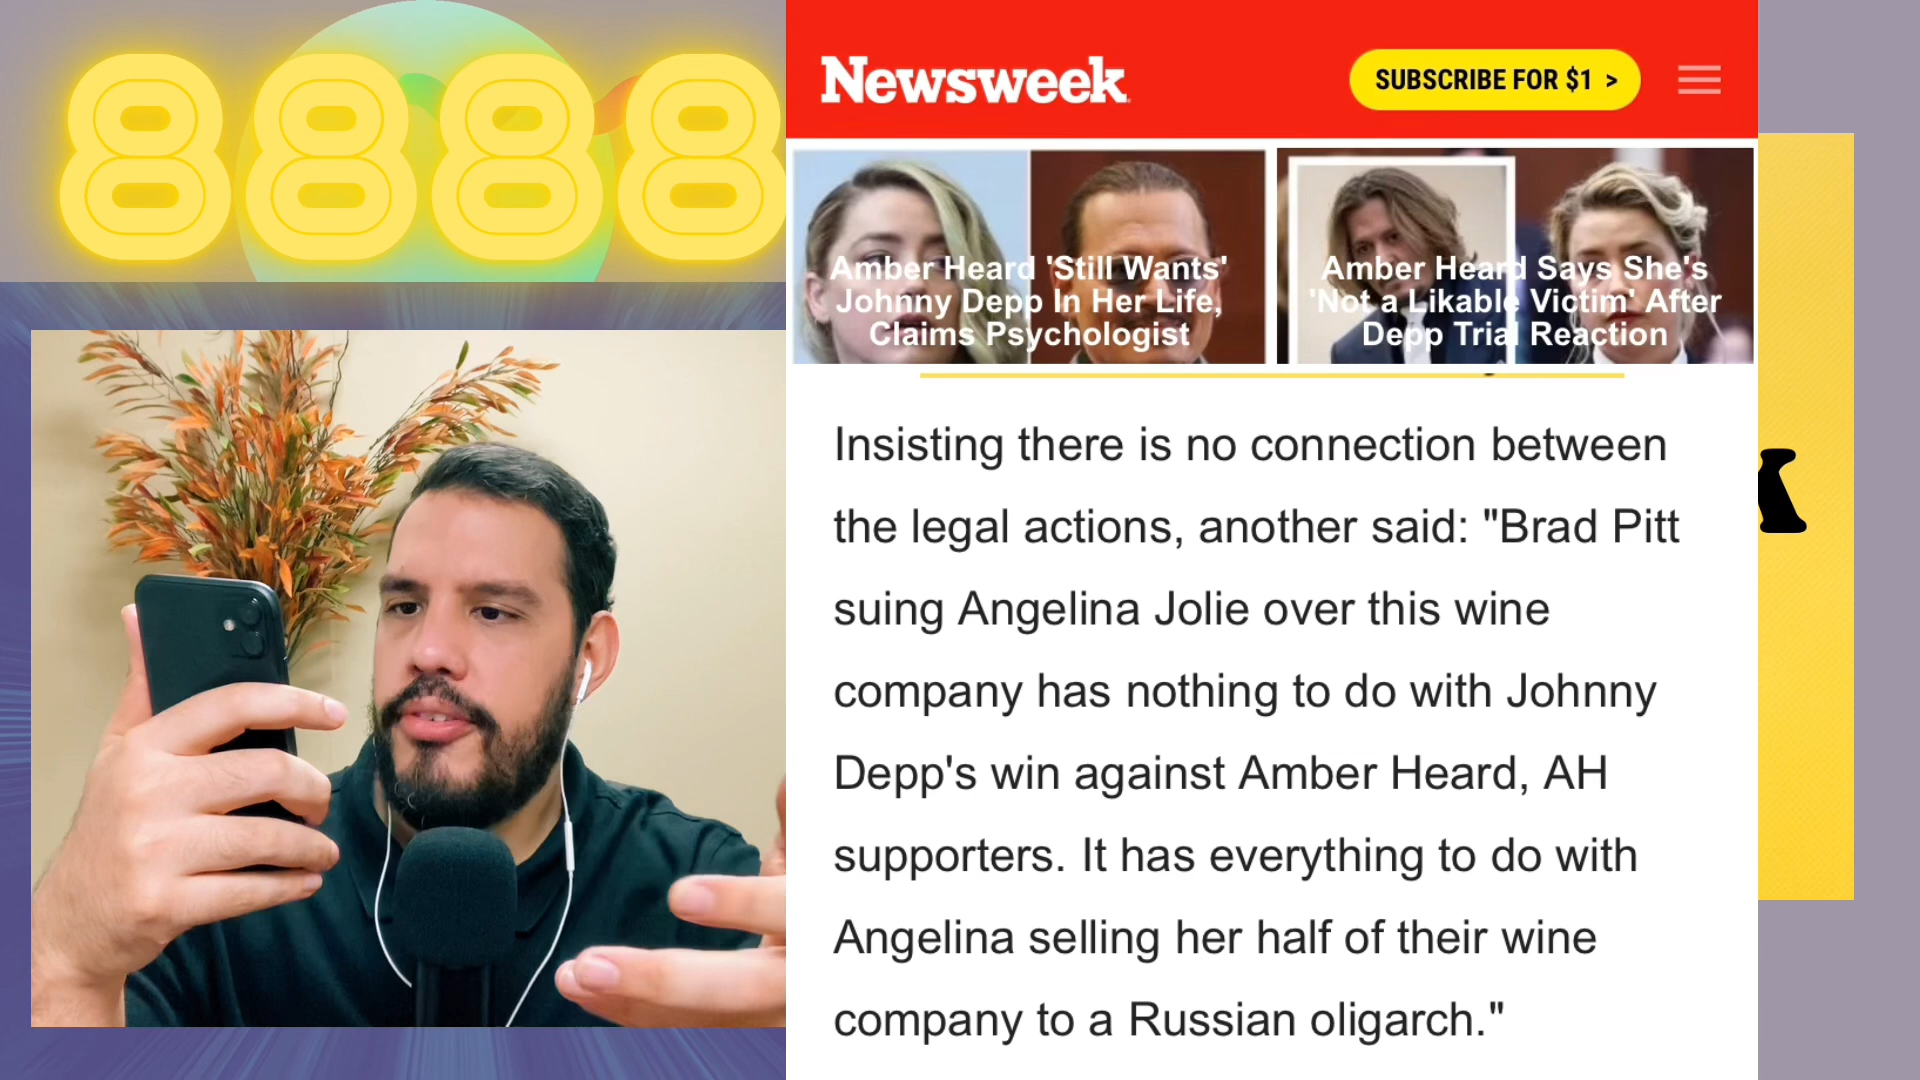 8888
Newsweek
SUBSCRIBE FOR $1 >
Amber Heard 'Still Wants'
Johnny Depp In Her Life,
Claims Psychologist
Amber Heard Says She's
'Not a Likable Victim' After
Depp Trial Reaction
Insisting there is no connection between
the legal actions, another said: "Brad Pitt
suing Angelina Jolie over this wine
company has nothing to do with Johnny
Depp's win against Amber Heard, AH
supporters. It has everything to do with
Angelina selling her half of their wine
company to a Russian oligarch."